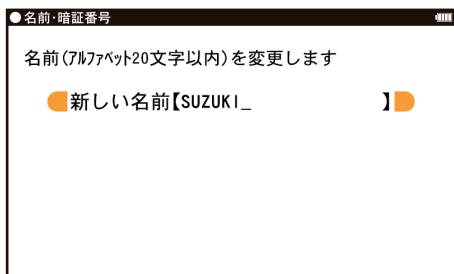 ●名前・暗証番号
名前(ｱﾙﾌｧﾍﾞｯﾄ20文字以内)を変更します
新しい名前【SUZUKI_ 】